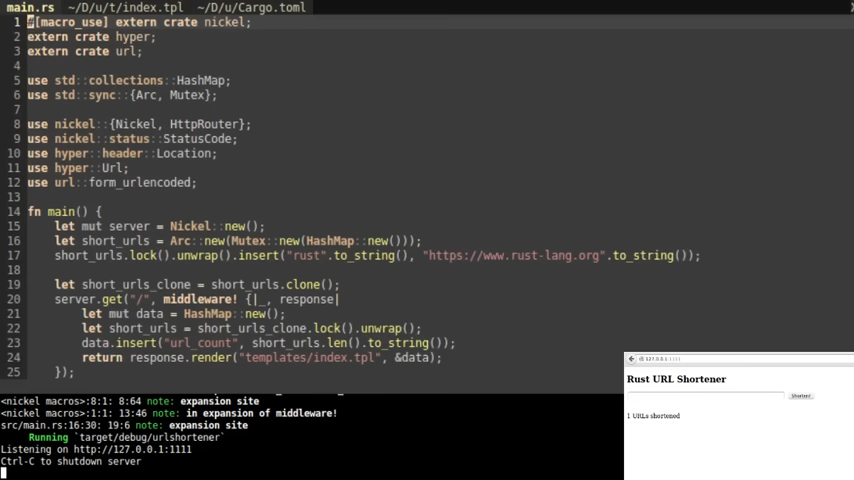 main.rs ~/D/u/t/index.tpl ~/D/u/Cargo.toml
1 #[macro_use] extern crate nickel;
2 extern crate hyper;
3 extern crate url;
4
5 use std::collections::HashMap;
6 use std::sync::{Arc, Mutex};
7
8 use nickel::{Nickel, HttpRouter};
9 use nickel::status::StatusCode;
10 use hyper::header::Location;
11 use hyper::Url;
12 use url::form_urlencoded;
13
14 fn main() {
15 let mut server = Nickel::new();
16 let short_urls = Arc::new(Mutex::new(HashMap::new()));
17 short_urls.lock().unwrap().insert("rust".to_string(), "https://www.rust-lang.org".to_string());
18
19 let short_urls_clone = short_urls.clone();
20 server.get("/", middleware! {|_, response|
21 let mut data = HashMap::new();
22 let short_urls = short_urls_clone.lock().unwrap();
23 data.insert("url_count", short_urls.len().to_string());
24 return response.render("templates/index.tpl", &data);
25 });
<nickel macros>:8:1: 8:64 note: expansion site
<nickel macros>:1:1: 13:46 note: in expansion of middleware!
src/main.rs:16:30: 19:6 note: expansion site
Running `target/debug/urlshortener`
Listening on http://127.0.0.1:1111
Ctrl-C to shutdown server
127.0.0.1:1111
Rust URL Shortener
Shorten!
1 URLs shortened